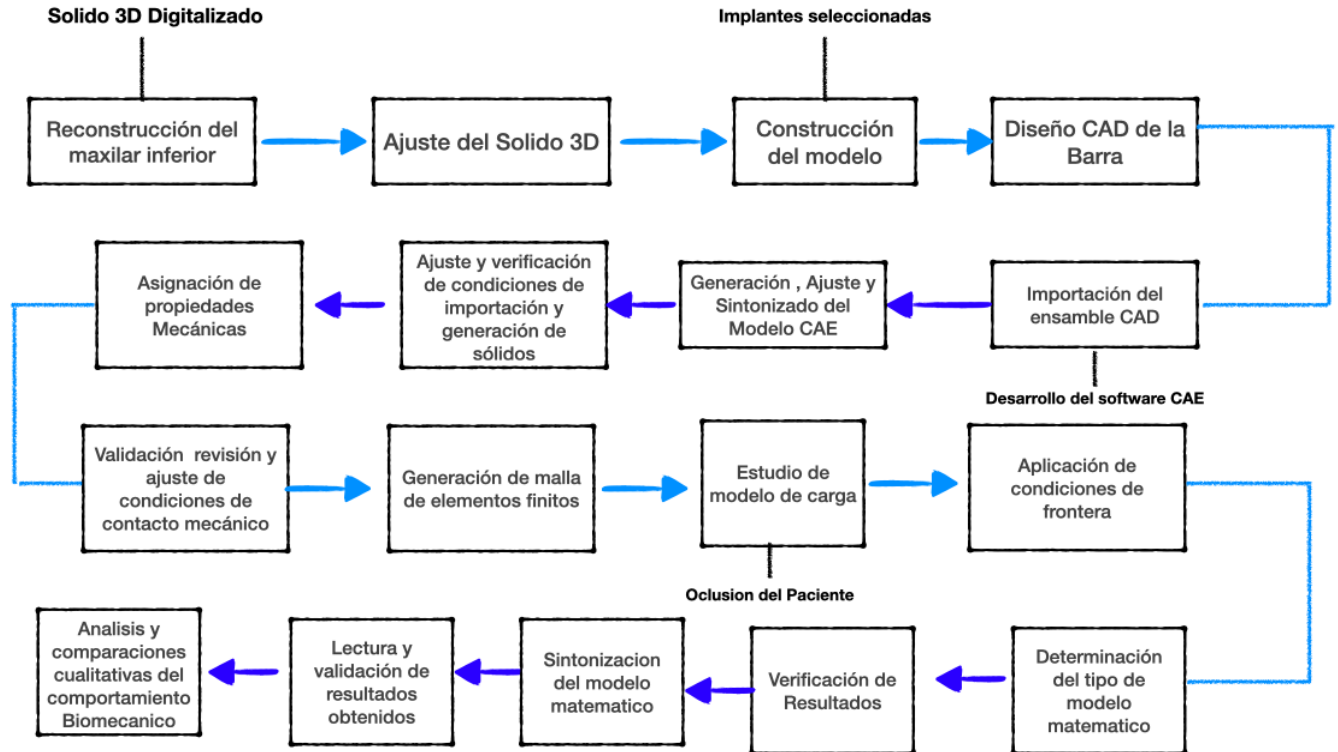 Solido 3D Digitalizado
Implantes seleccionadas
Reconstrucción del
maxilar inferior
Ajuste del Solido 3D
Construcción
del modelo
Diseño CAD de la
Barra
Importación del
ensamble CAD
Desarrollo del software CAE
Generación , Ajuste y
Sintonizado del
Modelo CAE
Ajuste y verificación
de condiciones de
importación y
generación de
sólidos
Asignación de
propiedades
Mecánicas
Validación revisión y
ajuste de
condiciones de
contacto mecánico
Generación de malla
de elementos finitos
Estudio de
modelo de carga
Oclusion del Paciente
Aplicación de
condiciones de
frontera
Determinación
del tipo de
modelo
matematico
Verificación de
Resultados
Sintonizacion
del modelo
matematico
Lectura y
validación de
resultados
obtenidos
Analisis y
comparaciones
cualitativas del
comportamiento
Biomecanico